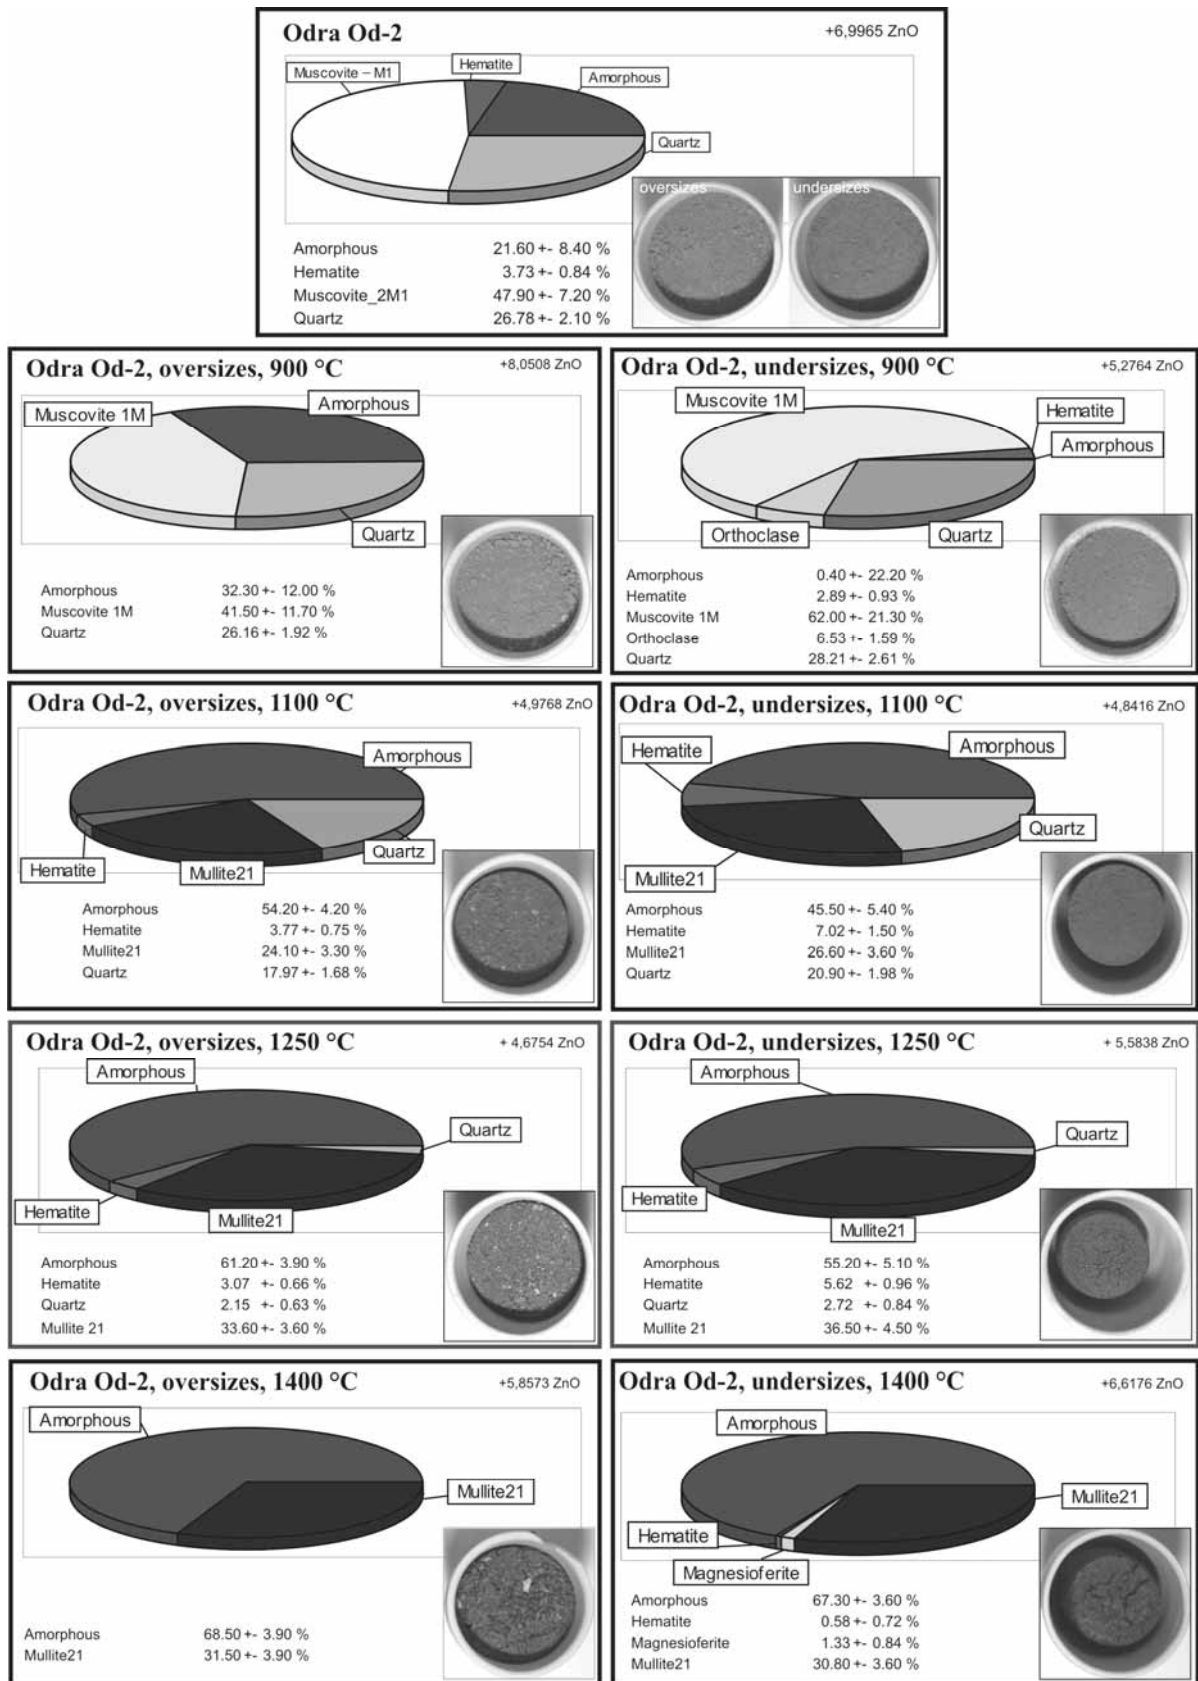 Odra Od-2
+6,9965 ZnO
Muscovite – M1
Hematite
Amorphous
Quartz
oversizes
undersizes
Amorphous 21.60 +- 8.40 %
Hematite 3.73 +- 0.84 %
Muscovite_2M1 47.90 +- 7.20 %
Quartz 26.78 +- 2.10 %
Odra Od-2, oversizes, 900 °C
+8,0508 ZnO
Muscovite 1M
Amorphous
Quartz
Amorphous 32.30 +- 12.00 %
Muscovite 1M 41.50 +- 11.70 %
Quartz 26.16 +- 1.92 %
Odra Od-2, undersizes, 900 °C
+5,2764 ZnO
Muscovite 1M
Hematite
Amorphous
Orthoclase
Quartz
Amorphous 0.40 +- 22.20 %
Hematite 2.89 +- 0.93 %
Muscovite 1M 62.00 +- 21.30 %
Orthoclase 6.53 +- 1.59 %
Quartz 28.21 +- 2.61 %
Odra Od-2, oversizes, 1100 °C
+4,9768 ZnO
Amorphous
Hematite
Mullite21
Quartz
Amorphous 54.20 +- 4.20 %
Hematite 3.77 +- 0.75 %
Mullite21 24.10 +- 3.30 %
Quartz 17.97 +- 1.68 %
Odra Od-2, undersizes, 1100 °C
+4,8416 ZnO
Hematite
Amorphous
Quartz
Mullite21
Amorphous 45.50 +- 5.40 %
Hematite 7.02 +- 1.50 %
Mullite21 26.60 +- 3.60 %
Quartz 20.90 +- 1.98 %
Odra Od-2, oversizes, 1250 °C
+ 4,6754 ZnO
Amorphous
Quartz
Hematite
Mullite21
Amorphous 61.20 +- 3.90 %
Hematite 3.07 +- 0.66 %
Quartz 2.15 +- 0.63 %
Mullite 21 33.60 +- 3.60 %
Odra Od-2, undersizes, 1250 °C
+ 5,5838 ZnO
Amorphous
Quartz
Hematite
Mullite21
Amorphous 55.20 +- 5.10 %
Hematite 5.62 +- 0.96 %
Quartz 2.72 +- 0.84 %
Mullite 21 36.50 +- 4.50 %
Odra Od-2, oversizes, 1400 °C
+5,8573 ZnO
Amorphous
Mullite21
Amorphous 68.50 +- 3.90 %
Mullite21 31.50 +- 3.90 %
Odra Od-2, undersizes, 1400 °C
+6,6176 ZnO
Amorphous
Mullite21
Hematite
Magnesioferite
Amorphous 67.30 +- 3.60 %
Hematite 0.58 +- 0.72 %
Magnesioferite 1.33 +- 0.84 %
Mullite21 30.80 +- 3.60 %